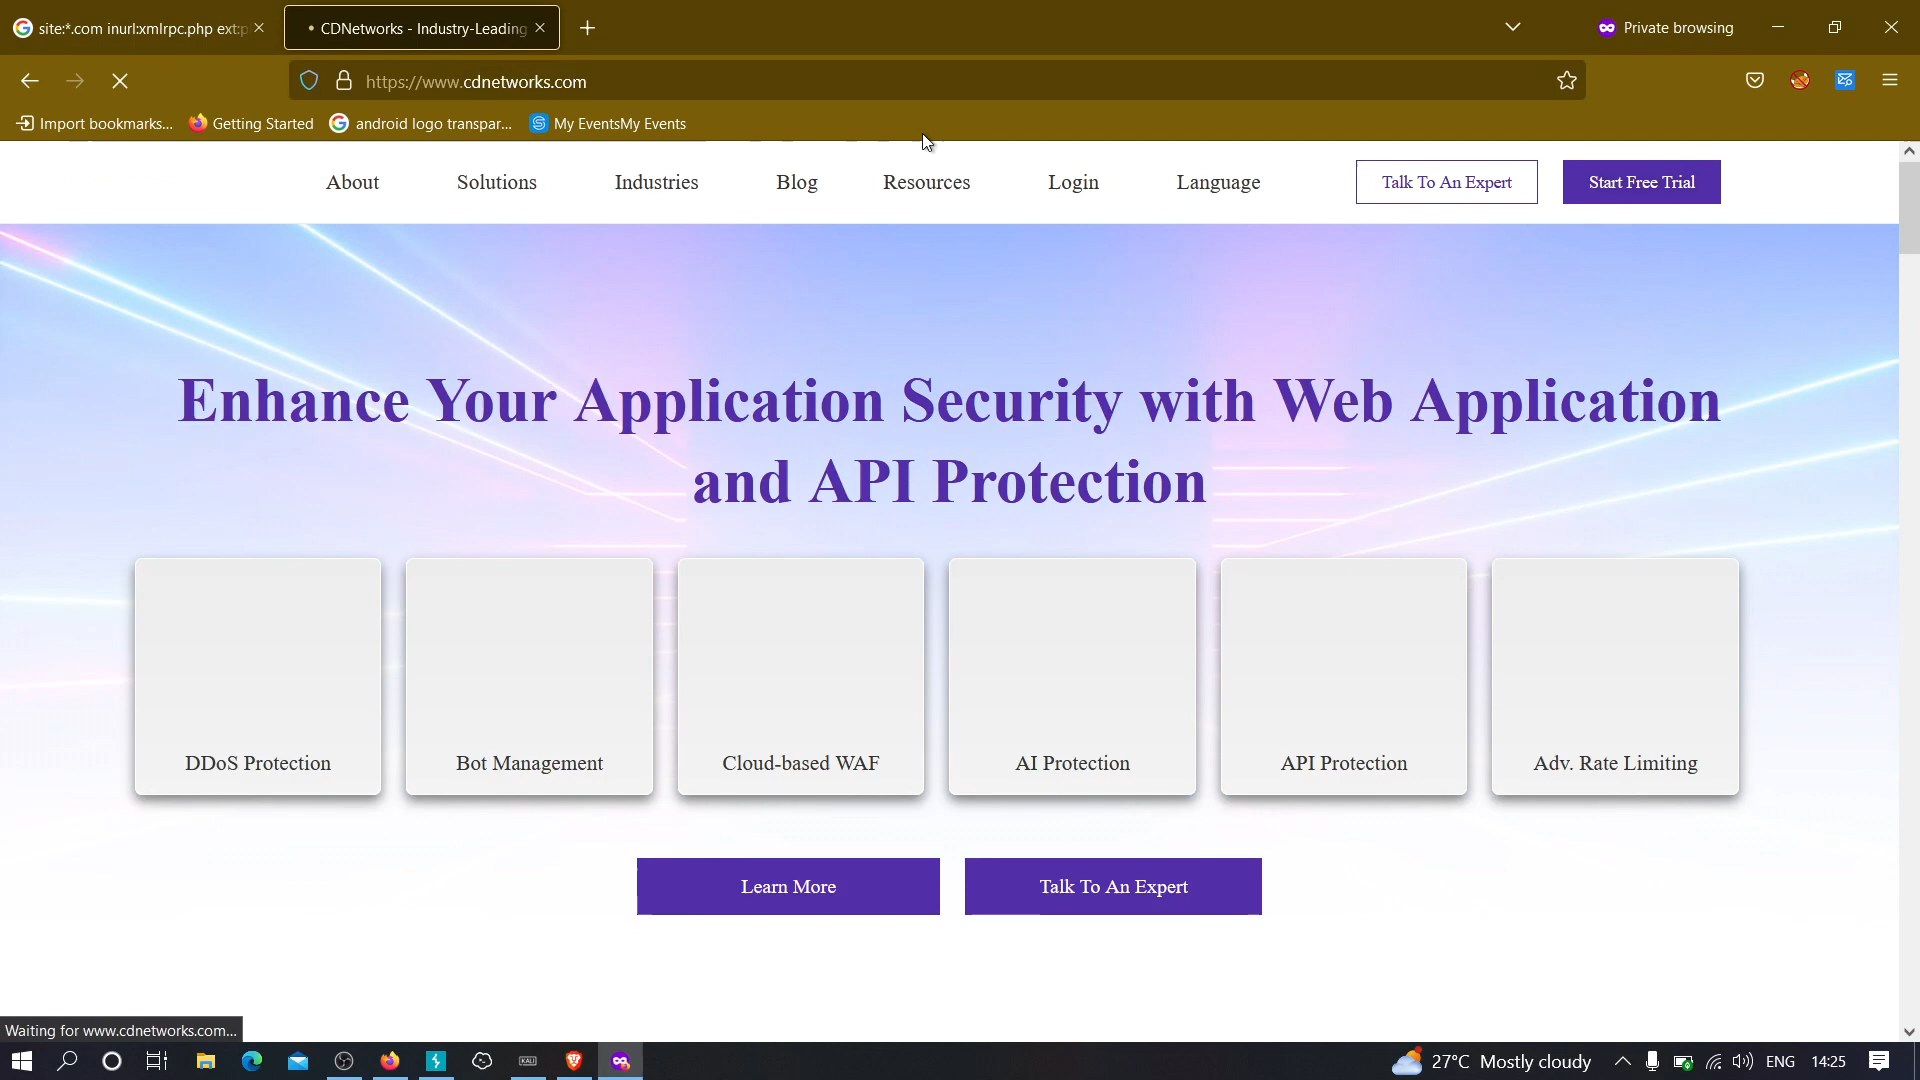 site:*.com inurl:xmlrpc.php ext:p
CDNetworks - Industry-Leading
Private browsing
https://www.cdnetworks.com
Import bookmarks...
Getting Started
android logo transpar...
My EventsMy Events
About
Solutions
Industries
Blog
Resources
Login
Language
Talk To An Expert
Start Free Trial
Enhance Your Application Security with Web Application
and API Protection
DDoS Protection
Bot Management
Cloud-based WAF
AI Protection
API Protection
Adv. Rate Limiting
Learn More
Talk To An Expert
Waiting for www.cdnetworks.com...
KALI
27°C Mostly cloudy
ENG
14:25